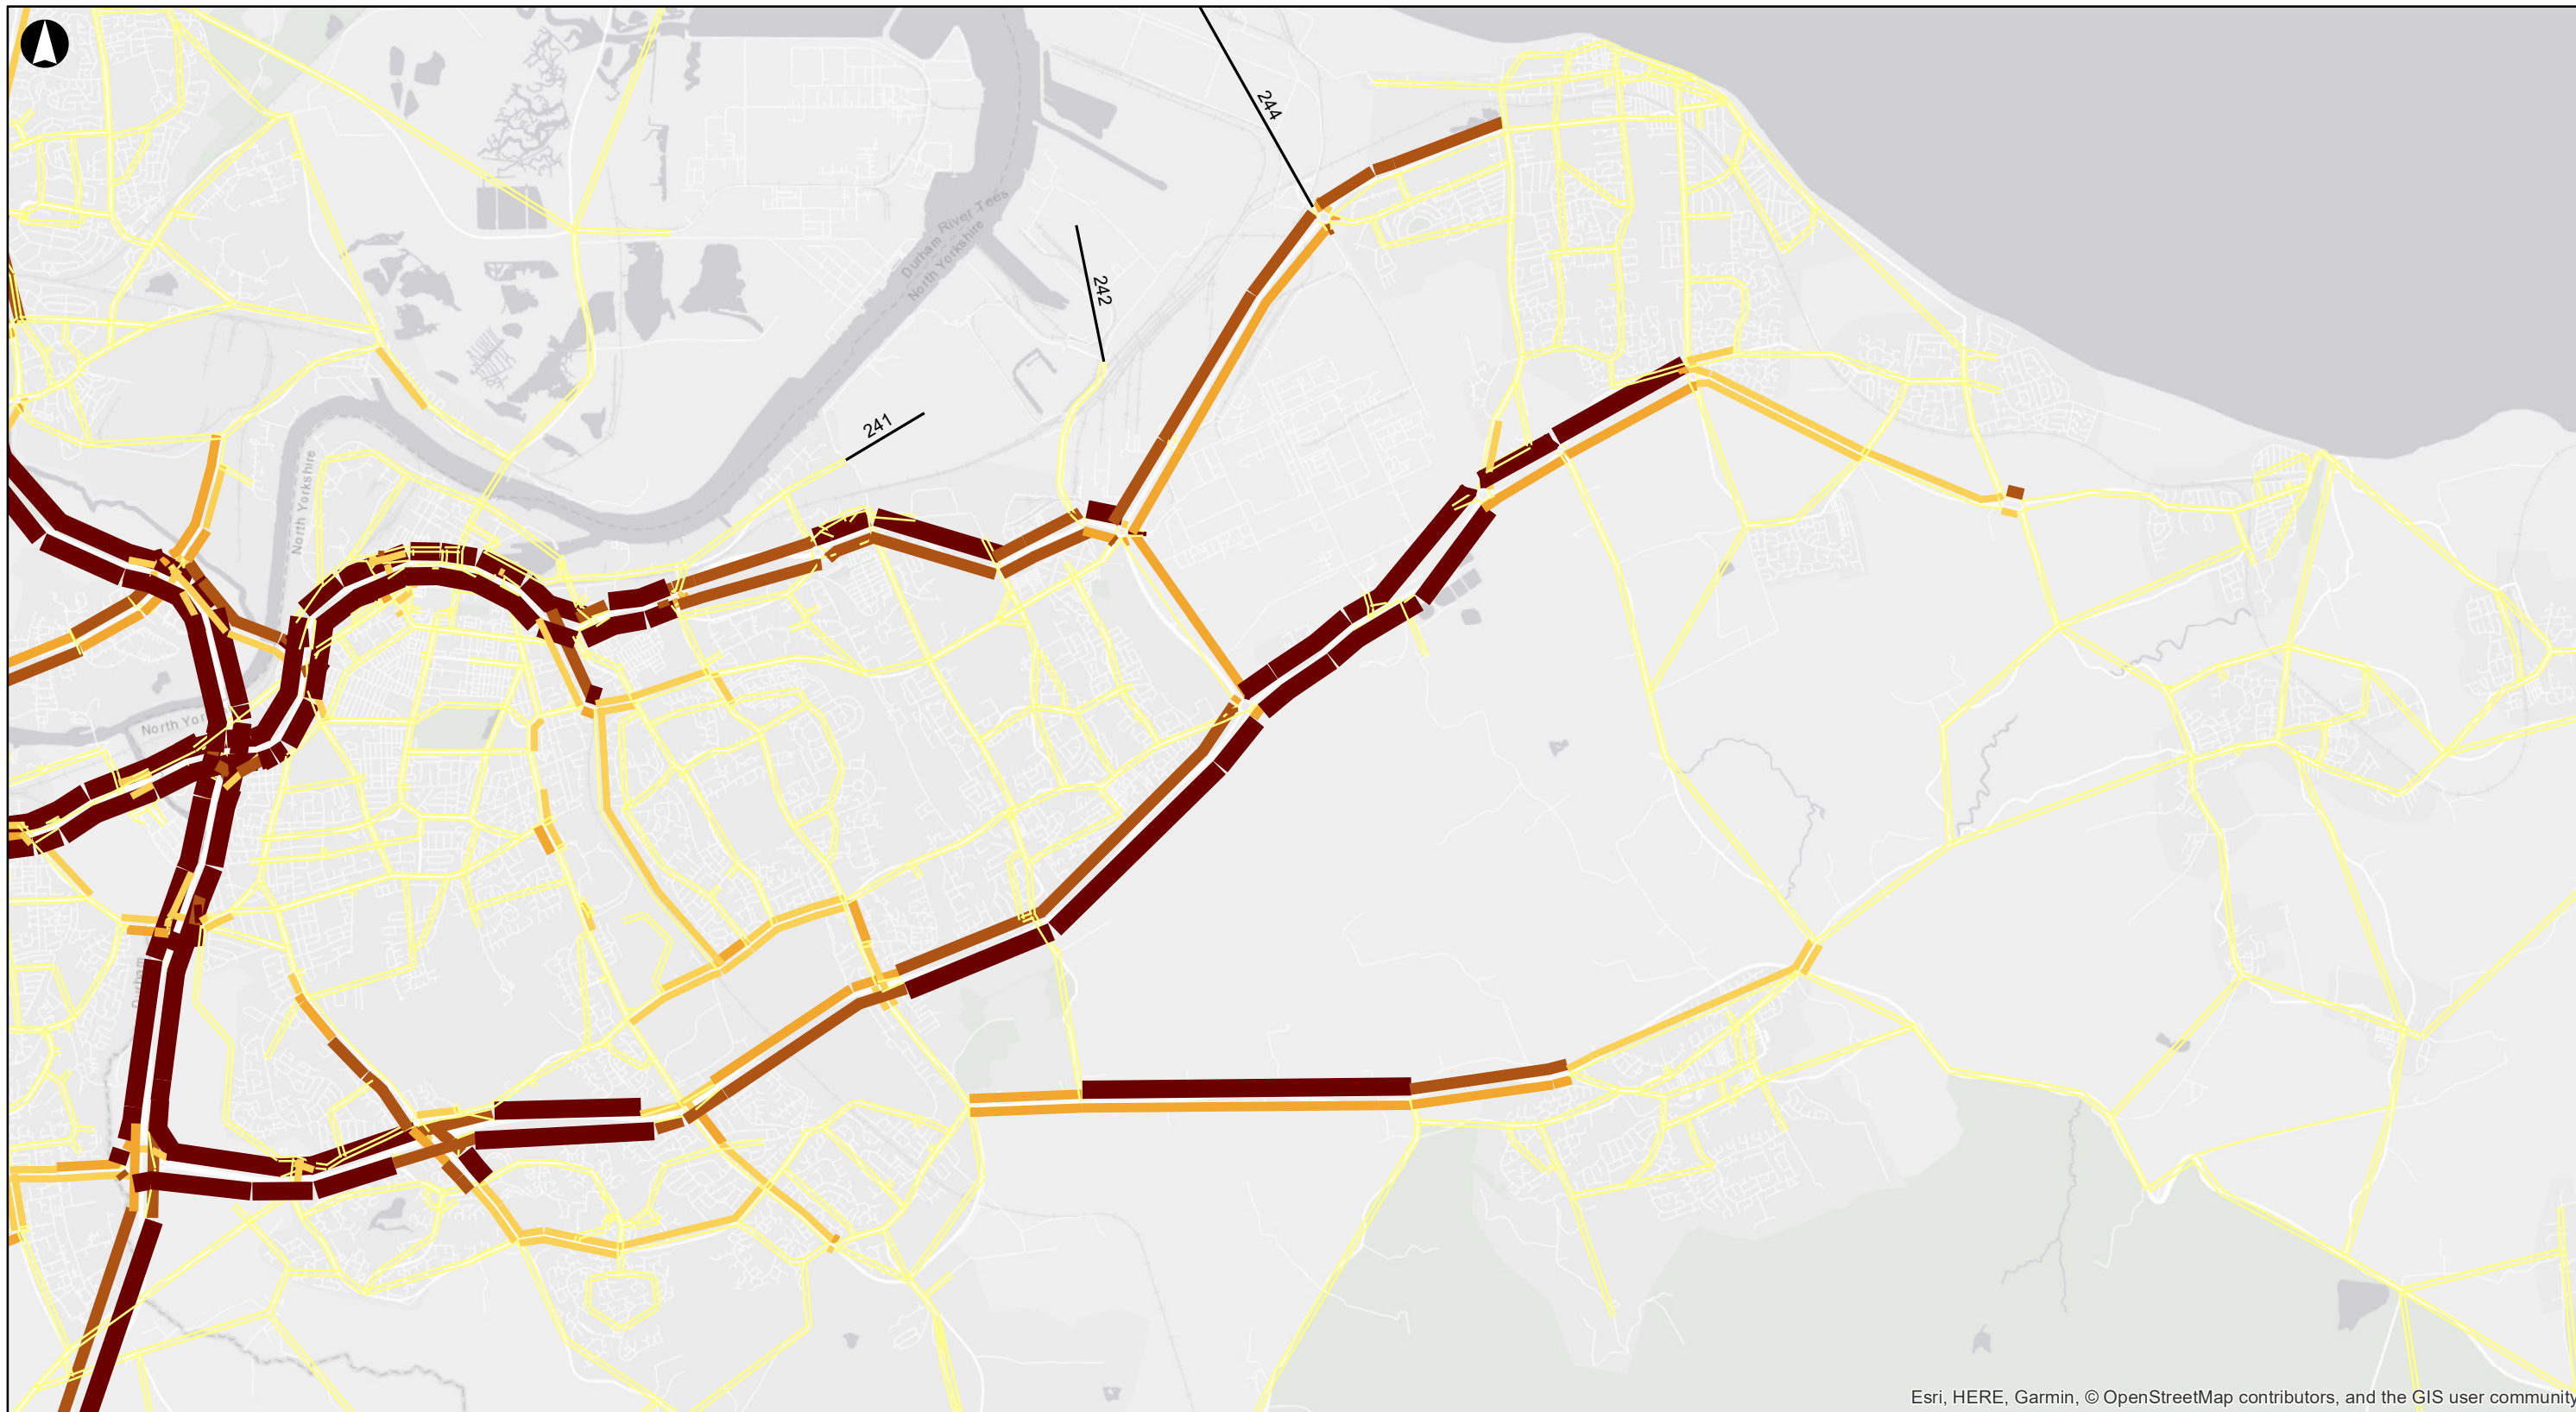 244
Durham River Tees
North Yorkshire
242
241
North Yorkshire
North Yor
Durham
Esri, HERE, Garmin, © OpenStreetMap contributors, and the GIS user community